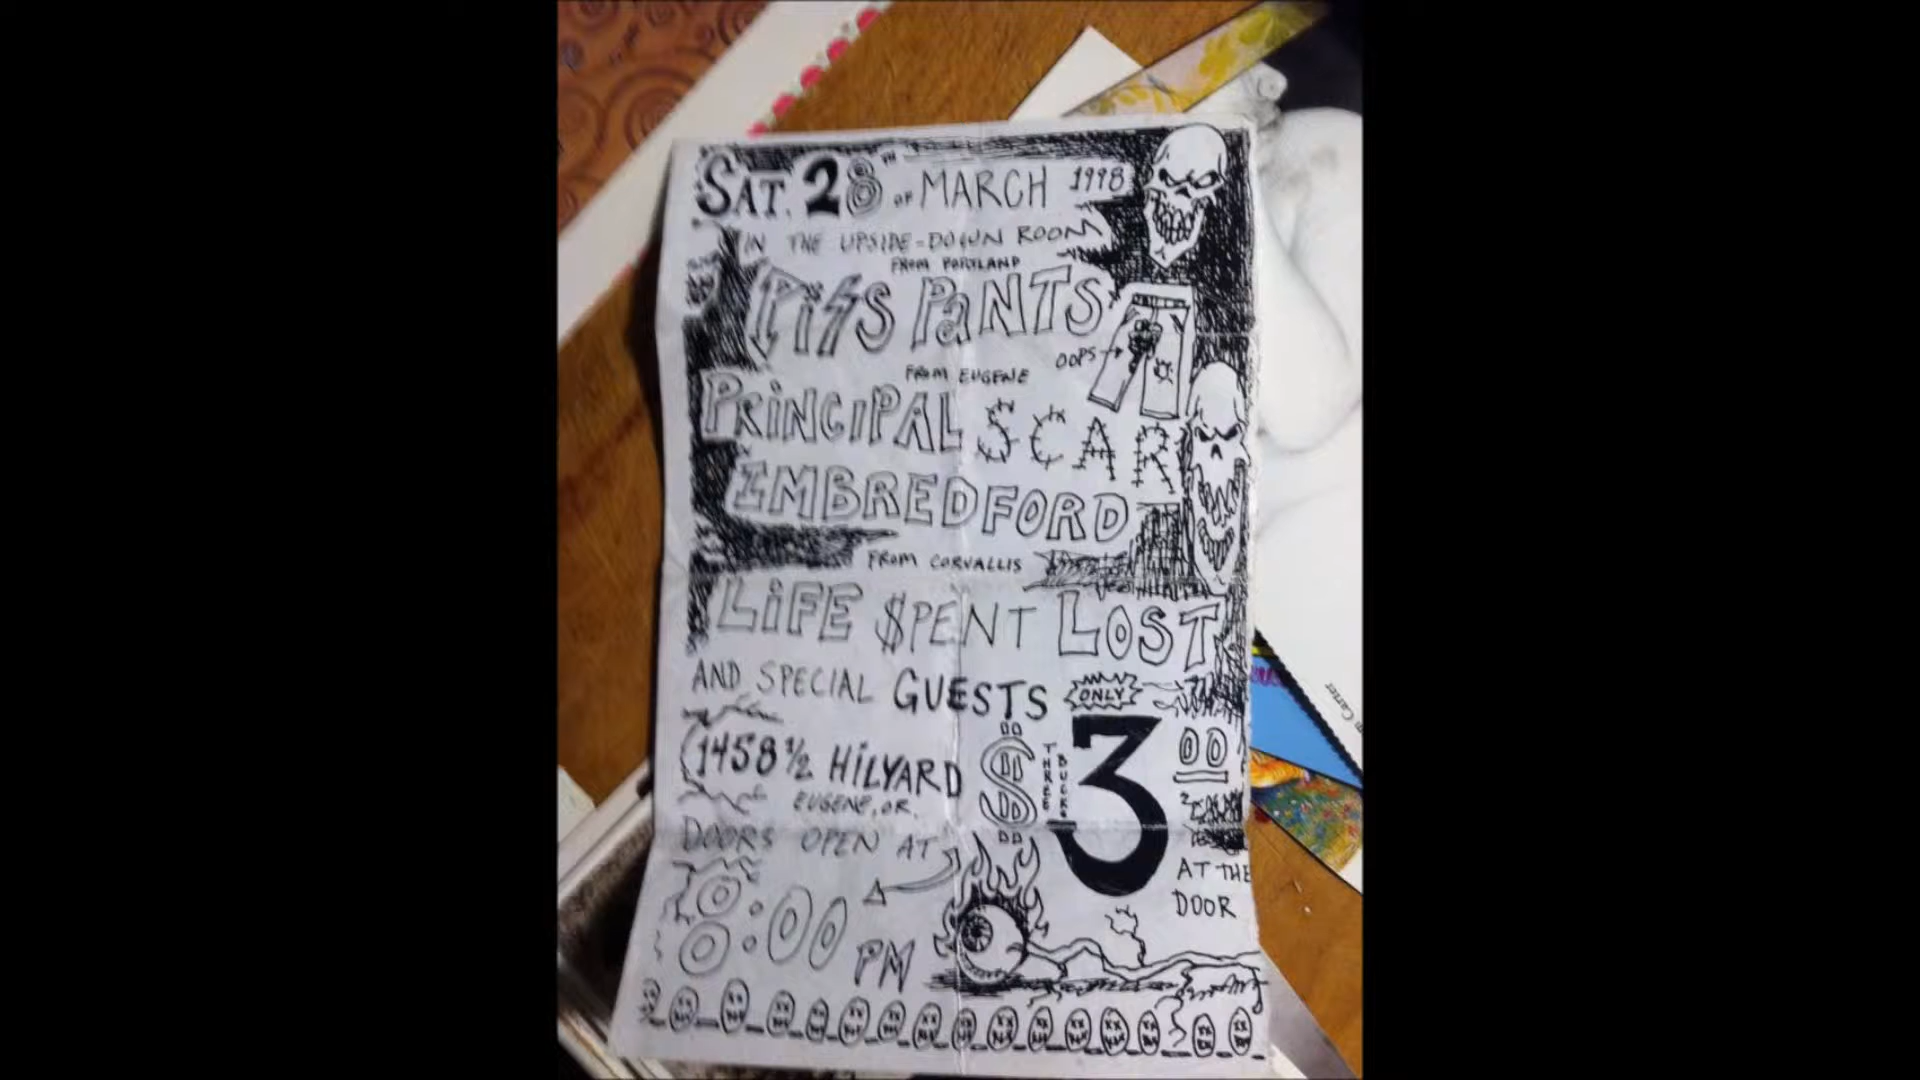 SAT. 28TH OF MARCH 1998
IN THE UPSIDE-DOWN ROOM
FROM PORTLAND
PiSS PaNTS
OOPS
FROM EUGENE
PRiNCiPAL SCAR
IMBREDFORD
FROM CORVALLIS
LiFE $PENT LOST
AND SPECIAL GUESTS
ONLY
1458 1/2 HiLYARD
EUGENE, OR.
$ THREE BUCKS 3 00
DOORS OPEN AT
AT THE
DOOR
8:00 PM
Carter